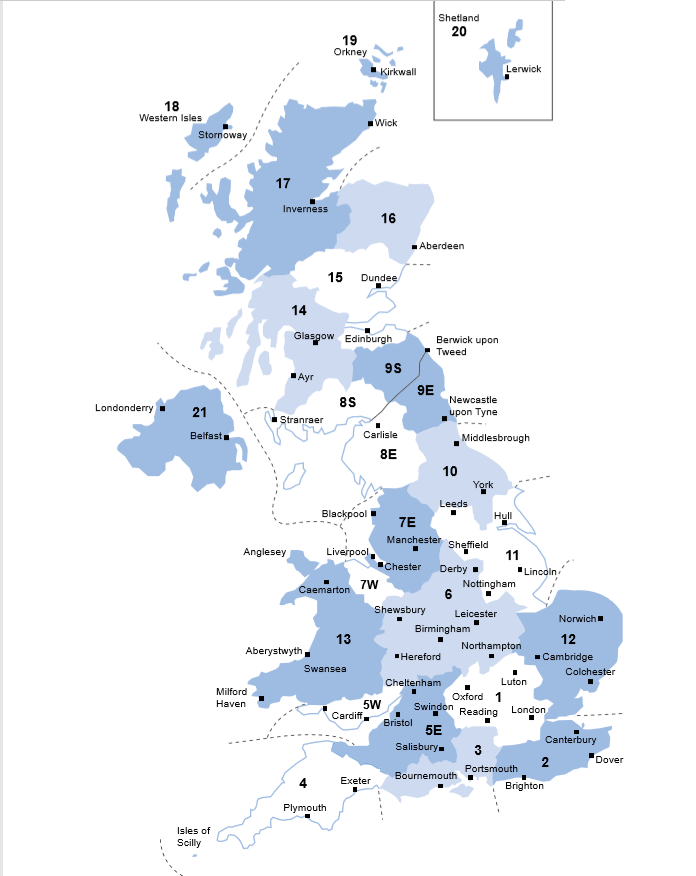 Shetland
20
Lerwick
19
Orkney
Kirkwall
18
Western Isles
Stornoway
Wick
17
Inverness
16
Aberdeen
15
Dundee
14
Glasgow
Edinburgh
Berwick upon
Tweed
9S
Ayr
9E
8S
Newcastle
upon Tyne
Londonderry
21
Stranraer
Belfast
Carlisle
Middlesbrough
8E
10
York
Leeds
Blackpool
Hull
7E
Manchester
Sheffield
Anglesey
Liverpool
11
Chester
Derby
Lincoln
7W
Nottingham
Caemarton
6
Shewsbury
Leicester
Norwich
Birmingham
13
12
Aberystwyth
Northampton
Hereford
Cambridge
Swansea
Colchester
Cheltenham
Luton
Milford
Haven
Oxford
1
5W
Swindon
Reading
London
Cardiff
Bristol
5E
Canterbury
Salisbury
3
2
Dover
4
Exeter
Bournemouth
Portsmouth
Brighton
Plymouth
Isles of
Scilly